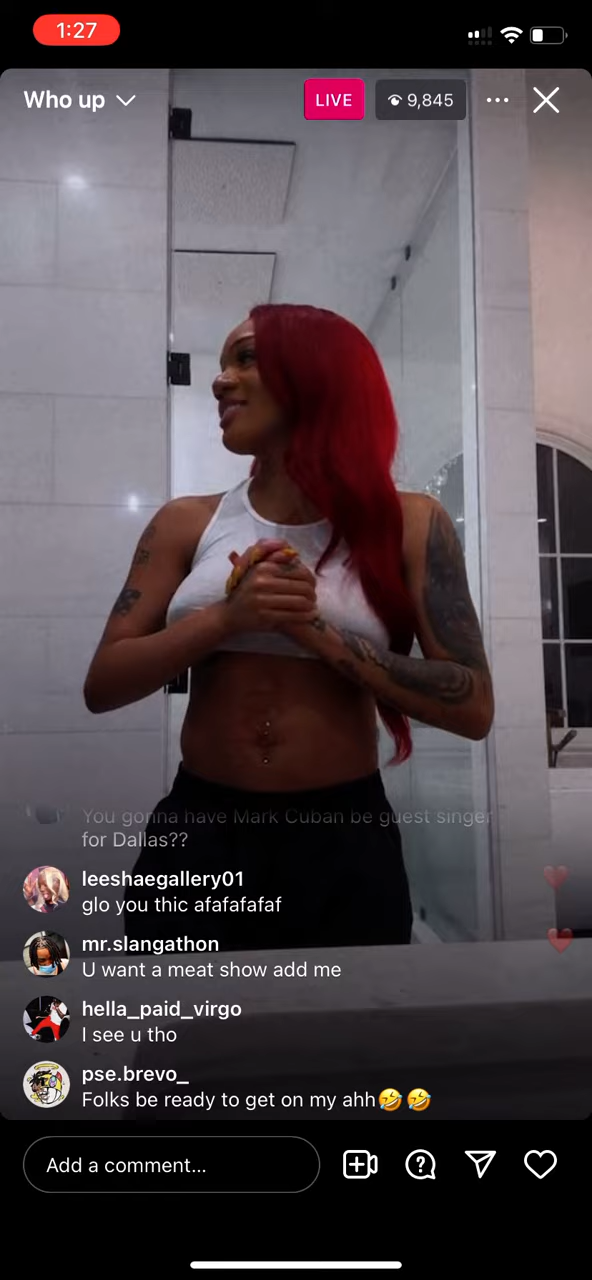 1:27
Who up
LIVE
9,845
You gonna have Mark Cuban be guest singer
for Dallas??
leeshaegallery01
glo you thic afafafafaf
mr.slangathon
U want a meat show add me
hella_paid_virgo
I see u tho
pse.brevo_
Folks be ready to get on my ahh🤣🤣
Add a comment...